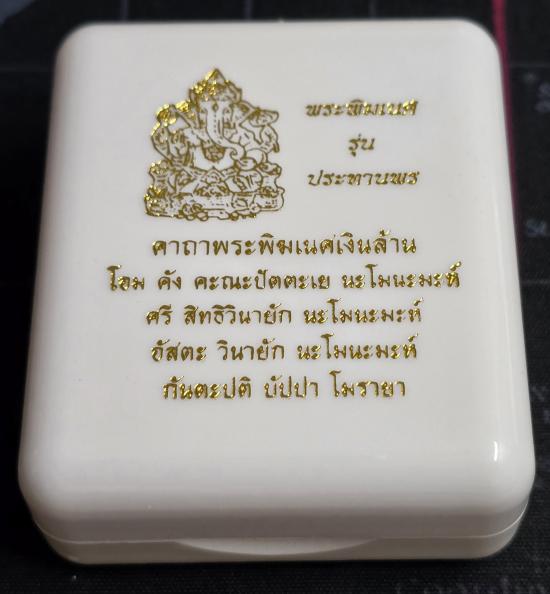 พระพิฆเนศ
รุ่น
ประทานพร
คาถาพระพิฆเนศเงินล้าน
โอม คัง คะณะปัตตะเย นะโมนะมะห์
ศรี สิทธิวินายัก นะโมนะมะห์
อัสตะ วินายัก นะโมนะมะห์
กันตะปติ บัปปา โมรายา